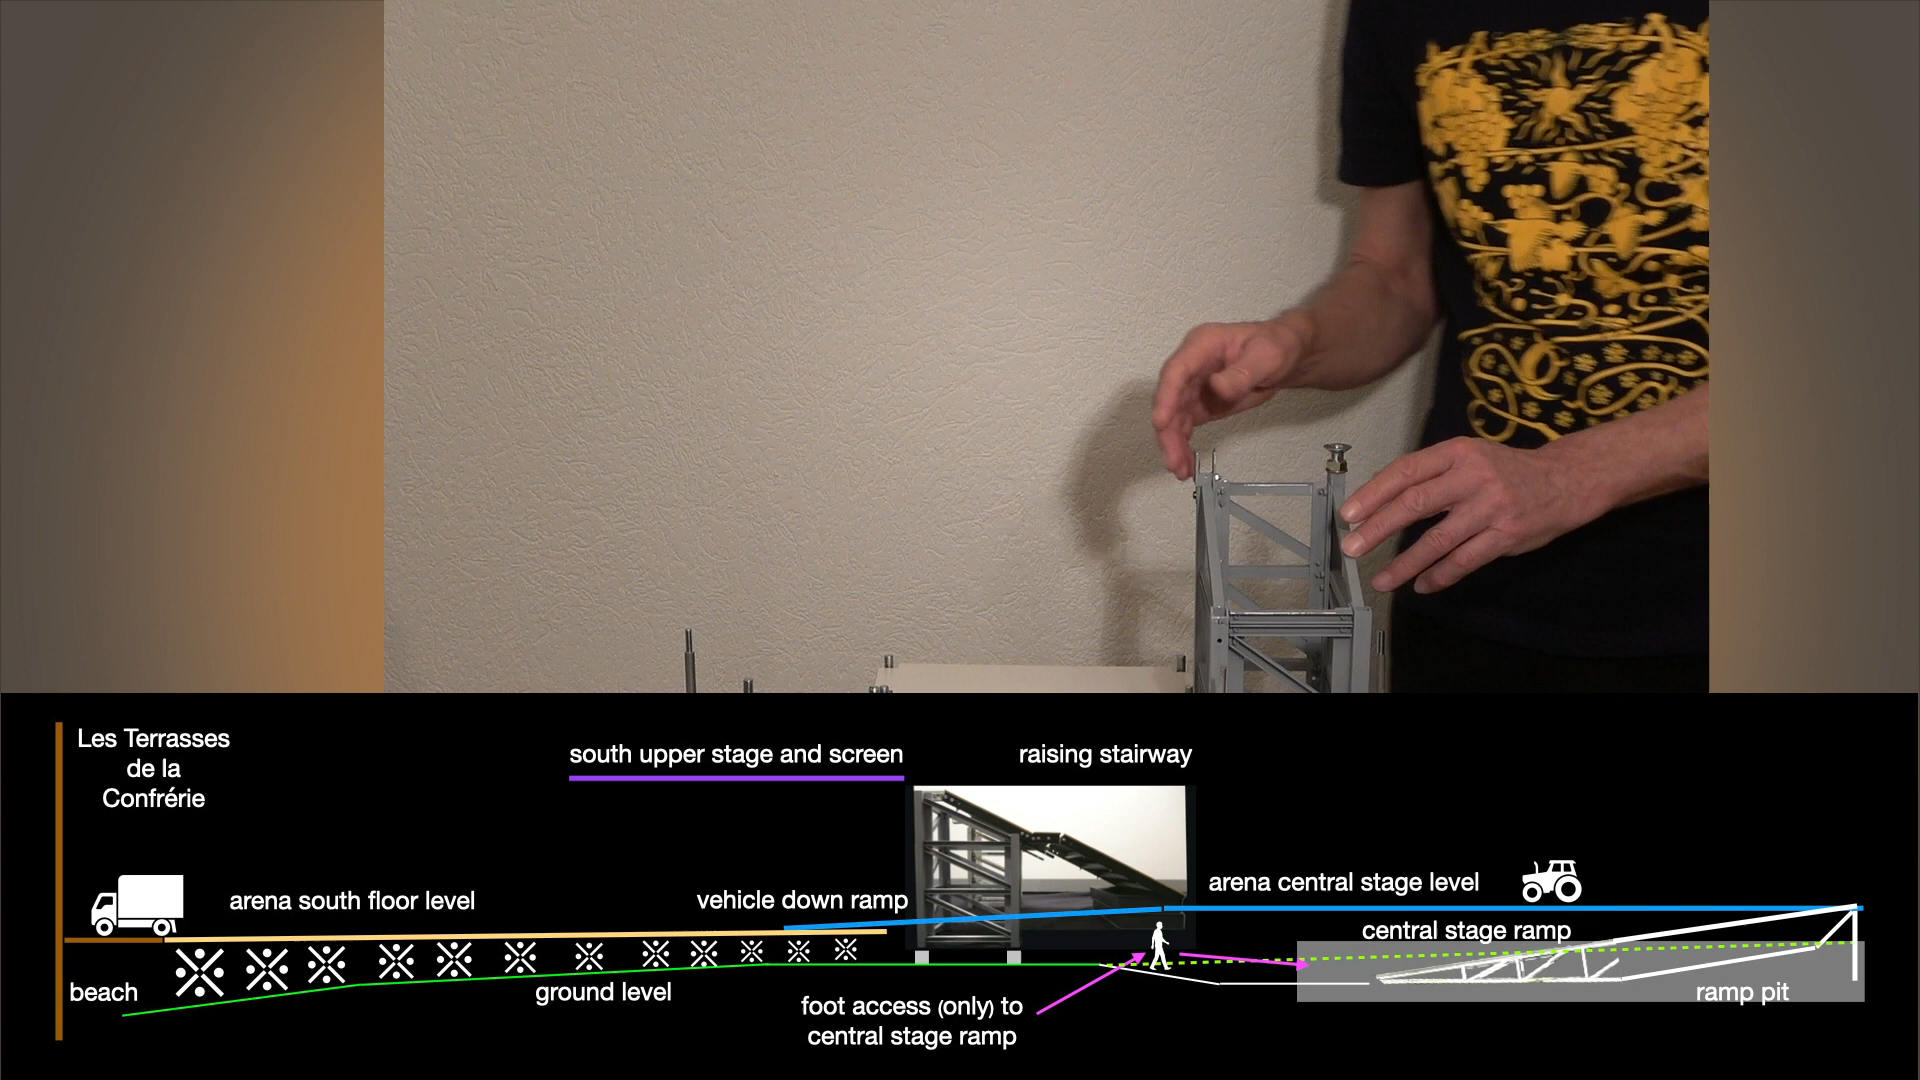 Les Terrasses
de la
Confrérie
south upper stage and screen
raising stairway
arena south floor level
vehicle down ramp
arena central stage level
central stage ramp
beach
ground level
foot access (only) to
central stage ramp
ramp pit